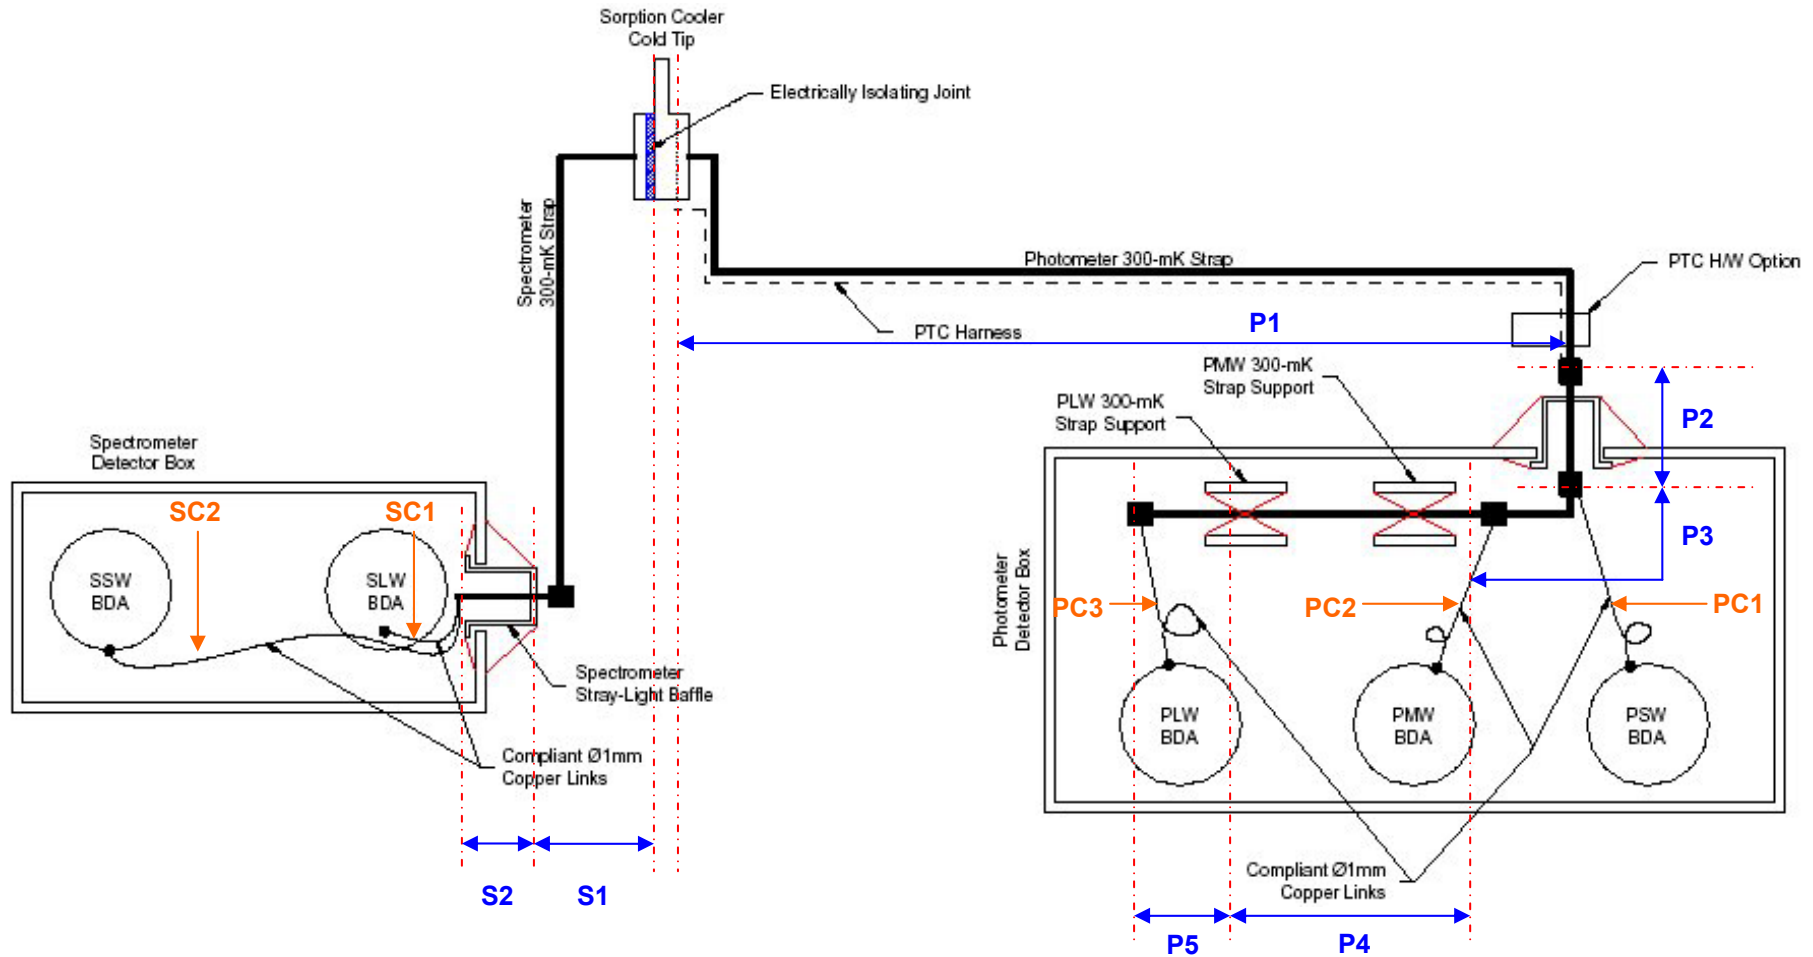 Sorption Cooler
Cold Tip
Electrically Isolating Joint
Spectrometer
300-mK Strap
Photometer 300-mK Strap
PTC H/W Option
PTC Harness
P1
PMW 300-mK
Strap Support
PLW 300-mK
Strap Support
P2
Spectrometer
Detector Box
SC2
SC1
P3
SSW
BDA
SLW
BDA
Photometer
Detector Box
PC3
PC2
PC1
Spectrometer
Stray-Light Baffle
PLW
BDA
PMW
BDA
PSW
BDA
Compliant Ø1mm
Copper Links
Compliant Ø1mm
Copper Links
S2
S1
P5
P4